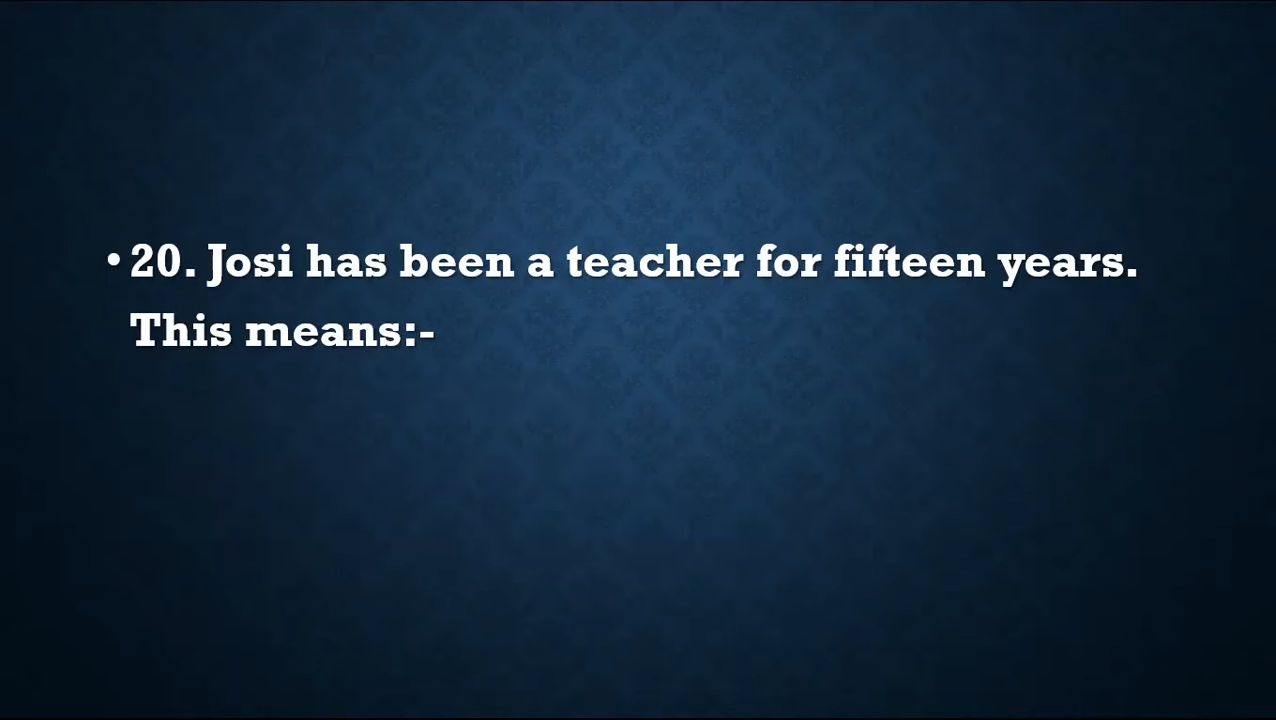 • 20. Josi has been a teacher for fifteen years.
This means:-